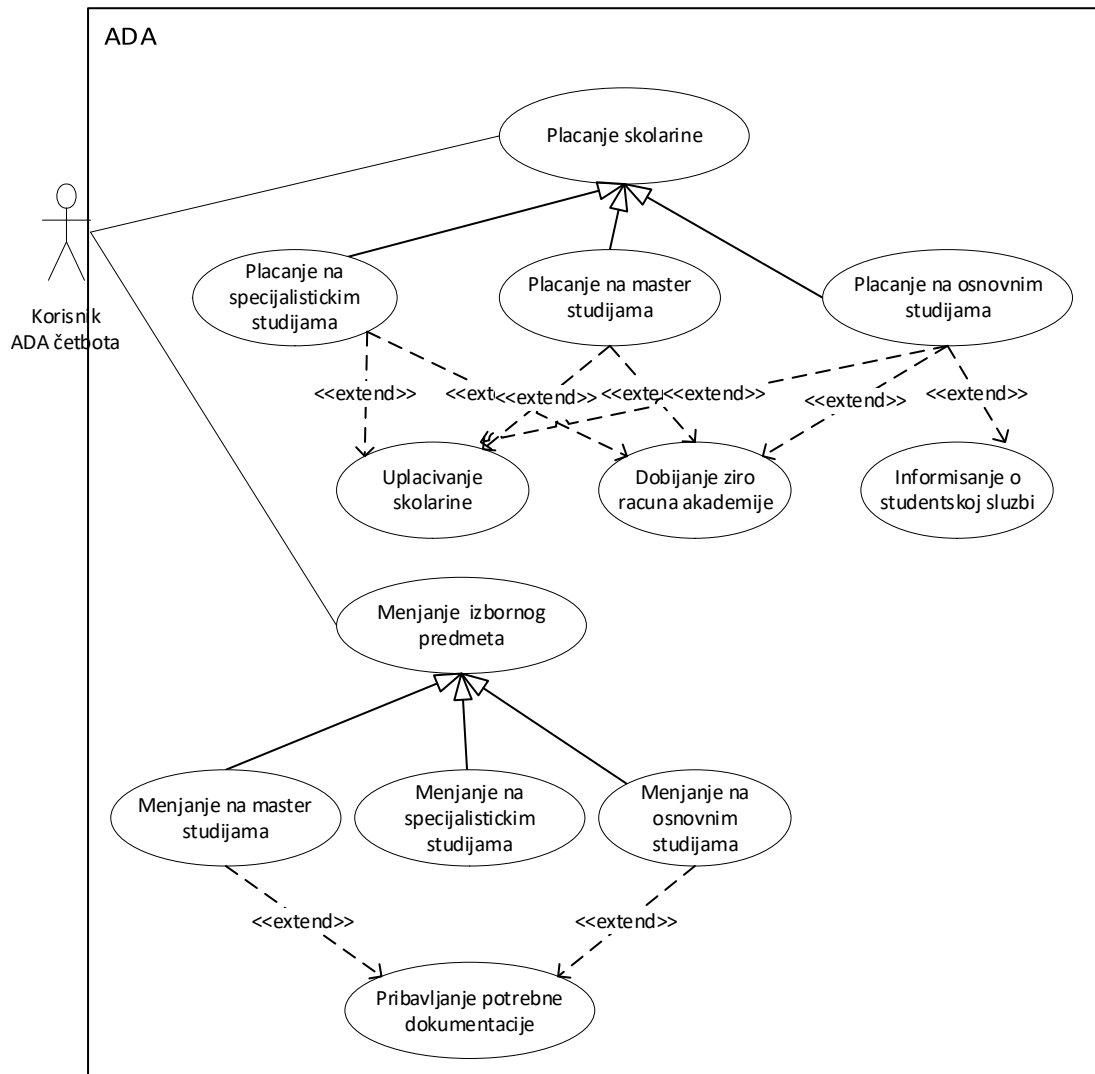 ADA
Placanje skolarine
Korisnik
ADA četbota
Placanje na
specijalistickim
studijama
Placanje na master
studijama
Placanje na osnovnim
studijama
<<extend>>
<<extend>>
<<extend>>
<<extend>>
<<extend>>
<<extend>>
Uplacivanje
skolarine
Dobijanje ziro
racuna akademije
Informisanje o
studentskoj sluzbi
Menjanje izbornog
predmeta
Menjanje na master
studijama
Menjanje na
specijalistickim
studijama
Menjanje na
osnovnim
studijama
<<extend>>
<<extend>>
Pribavljanje potrebne
dokumentacije